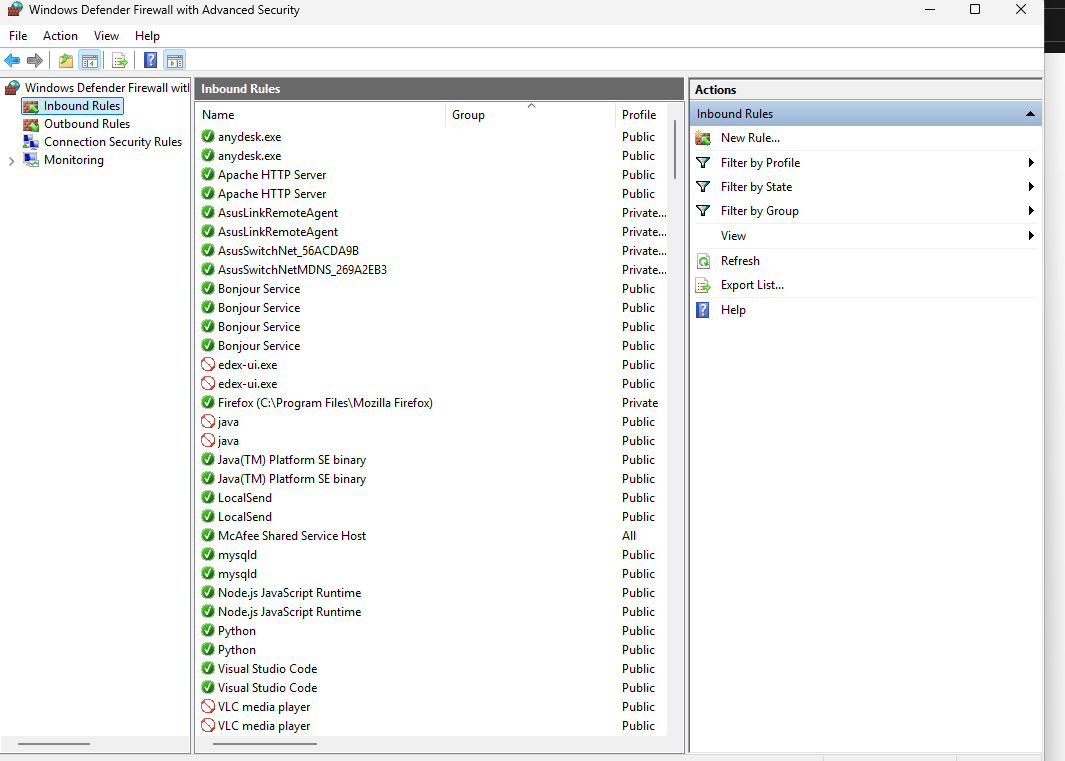 Windows Defender Firewall with Advanced Security
File Action View Help
Windows Defender Firewall with
Inbound Rules
Outbound Rules
Connection Security Rules
Monitoring
Inbound Rules
Name Group Profile
anydesk.exe Public
anydesk.exe Public
Apache HTTP Server Public
Apache HTTP Server Public
AsusLinkRemoteAgent Private...
AsusLinkRemoteAgent Private...
AsusSwitchNet_56ACDA9B Private...
AsusSwitchNetMDNS_269A2EB3 Private...
Bonjour Service Public
Bonjour Service Public
Bonjour Service Public
Bonjour Service Public
edex-ui.exe Public
edex-ui.exe Public
Firefox (C:\Program Files\Mozilla Firefox) Private
java Public
java Public
Java(TM) Platform SE binary Public
Java(TM) Platform SE binary Public
LocalSend Public
LocalSend Public
McAfee Shared Service Host All
mysqld Public
mysqld Public
Node.js JavaScript Runtime Public
Node.js JavaScript Runtime Public
Python Public
Python Public
Visual Studio Code Public
Visual Studio Code Public
VLC media player Public
VLC media player Public
Actions
Inbound Rules
New Rule...
Filter by Profile
Filter by State
Filter by Group
View
Refresh
Export List...
Help